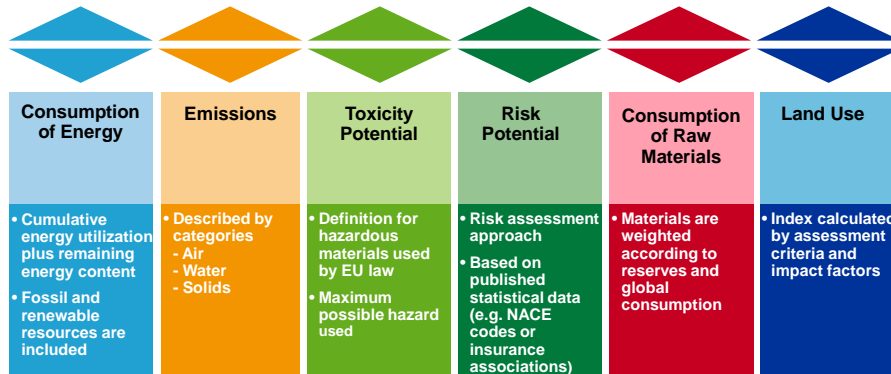 Consumption
of Energy
• Cumulative
energy utilization
plus remaining
energy content
• Fossil and
renewable
resources are
included
Emissions
• Described by
categories
- Air
- Water
- Solids
Toxicity
Potential
• Definition for
hazardous
materials used
by EU law
• Maximum
possible hazard
used
Risk
Potential
• Risk assessment
approach
• Based on
published
statistical data
(e.g. NACE
codes or
insurance
associations)
Consumption
of Raw
Materials
• Materials are
weighted
according to
reserves and
global
consumption
Land Use
• Index calculated
by assessment
criteria and
impact factors